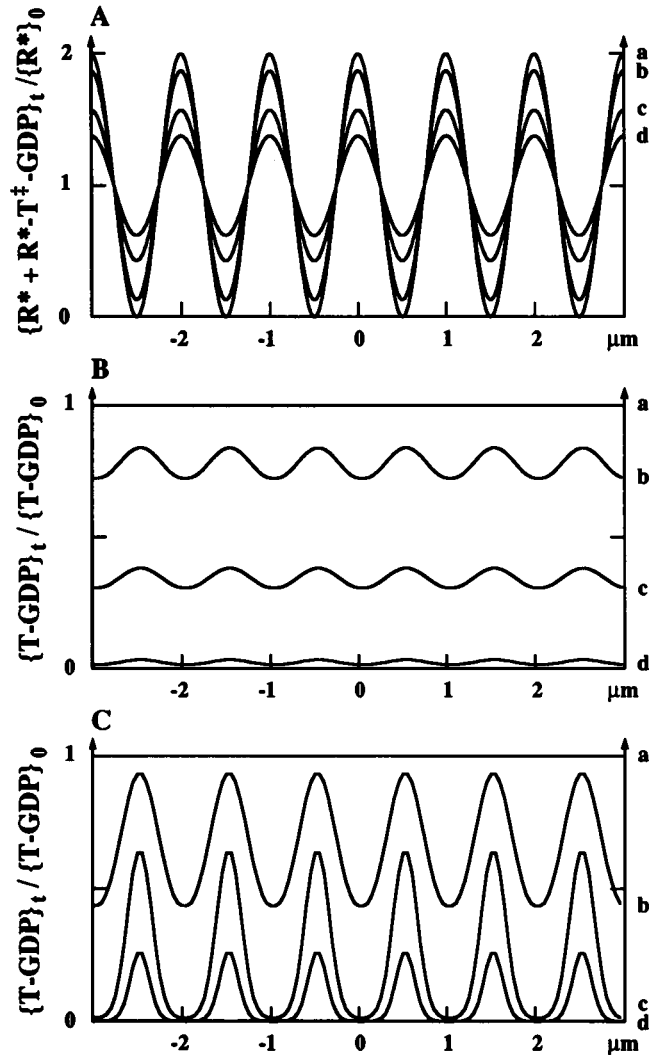 A
{R* + R*-T‡-GDP}t /{R*}0
2
1
0
a
b
c
d
-2 -1 0 1 2 μm
B
{T-GDP}t / {T-GDP}0
1
0
a
b
c
d
-2 -1 0 1 2 μm
C
{T-GDP}t / {T-GDP}0
1
0
a
b
c
d
-2 -1 0 1 2 μm